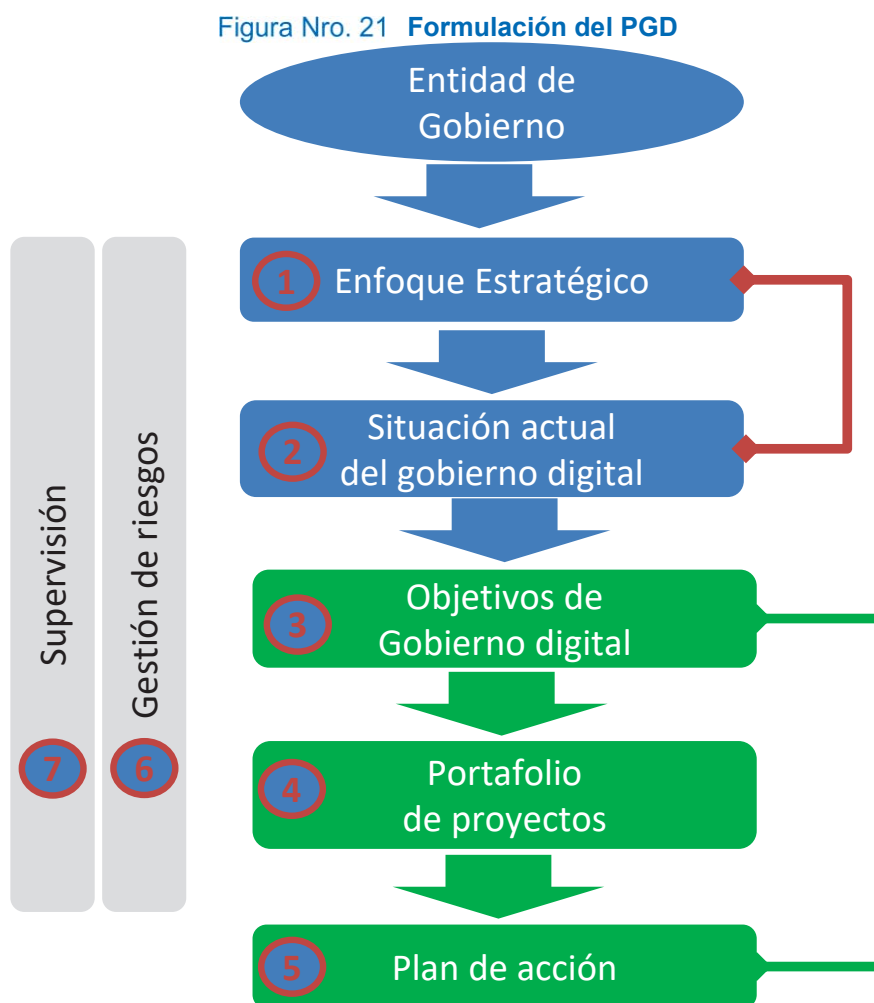 Figura Nro. 21 Formulación del PGD
Entidad de
Gobierno
1 Enfoque Estratégico
2 Situación actual
del gobierno digital
3 Objetivos de
Gobierno digital
4 Portafolio
de proyectos
5 Plan de acción
Gestión de riesgos
6
Supervisión
7